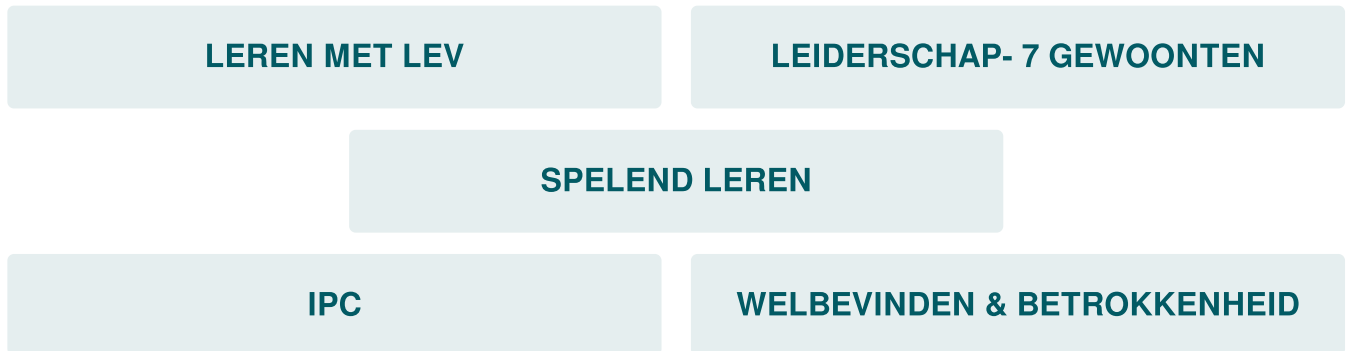 LEREN MET LEV
LEIDERSCHAP- 7 GEWOONTEN
SPELEND LEREN
IPC
WELBEVINDEN & BETROKKENHEID